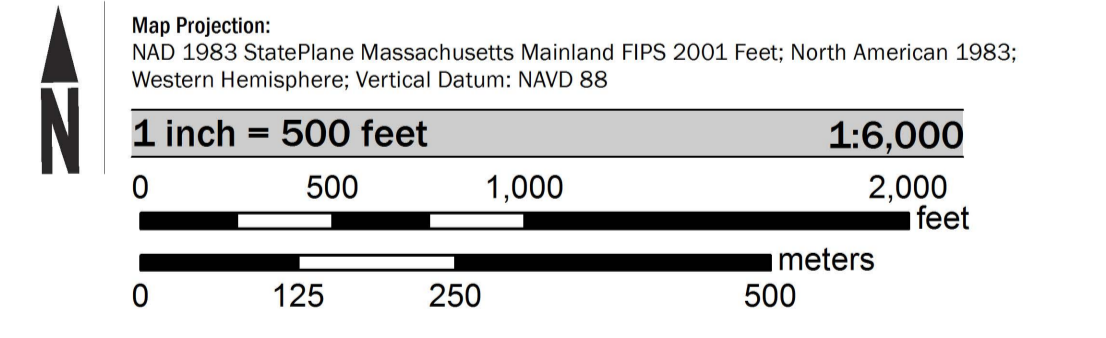 N
Map Projection:
NAD 1983 StatePlane Massachusetts Mainland FIPS 2001 Feet; North American 1983;
Western Hemisphere; Vertical Datum: NAVD 88
1 inch = 500 feet 1:6,000
0 500 1,000 2,000
feet
meters
0 125 250 500